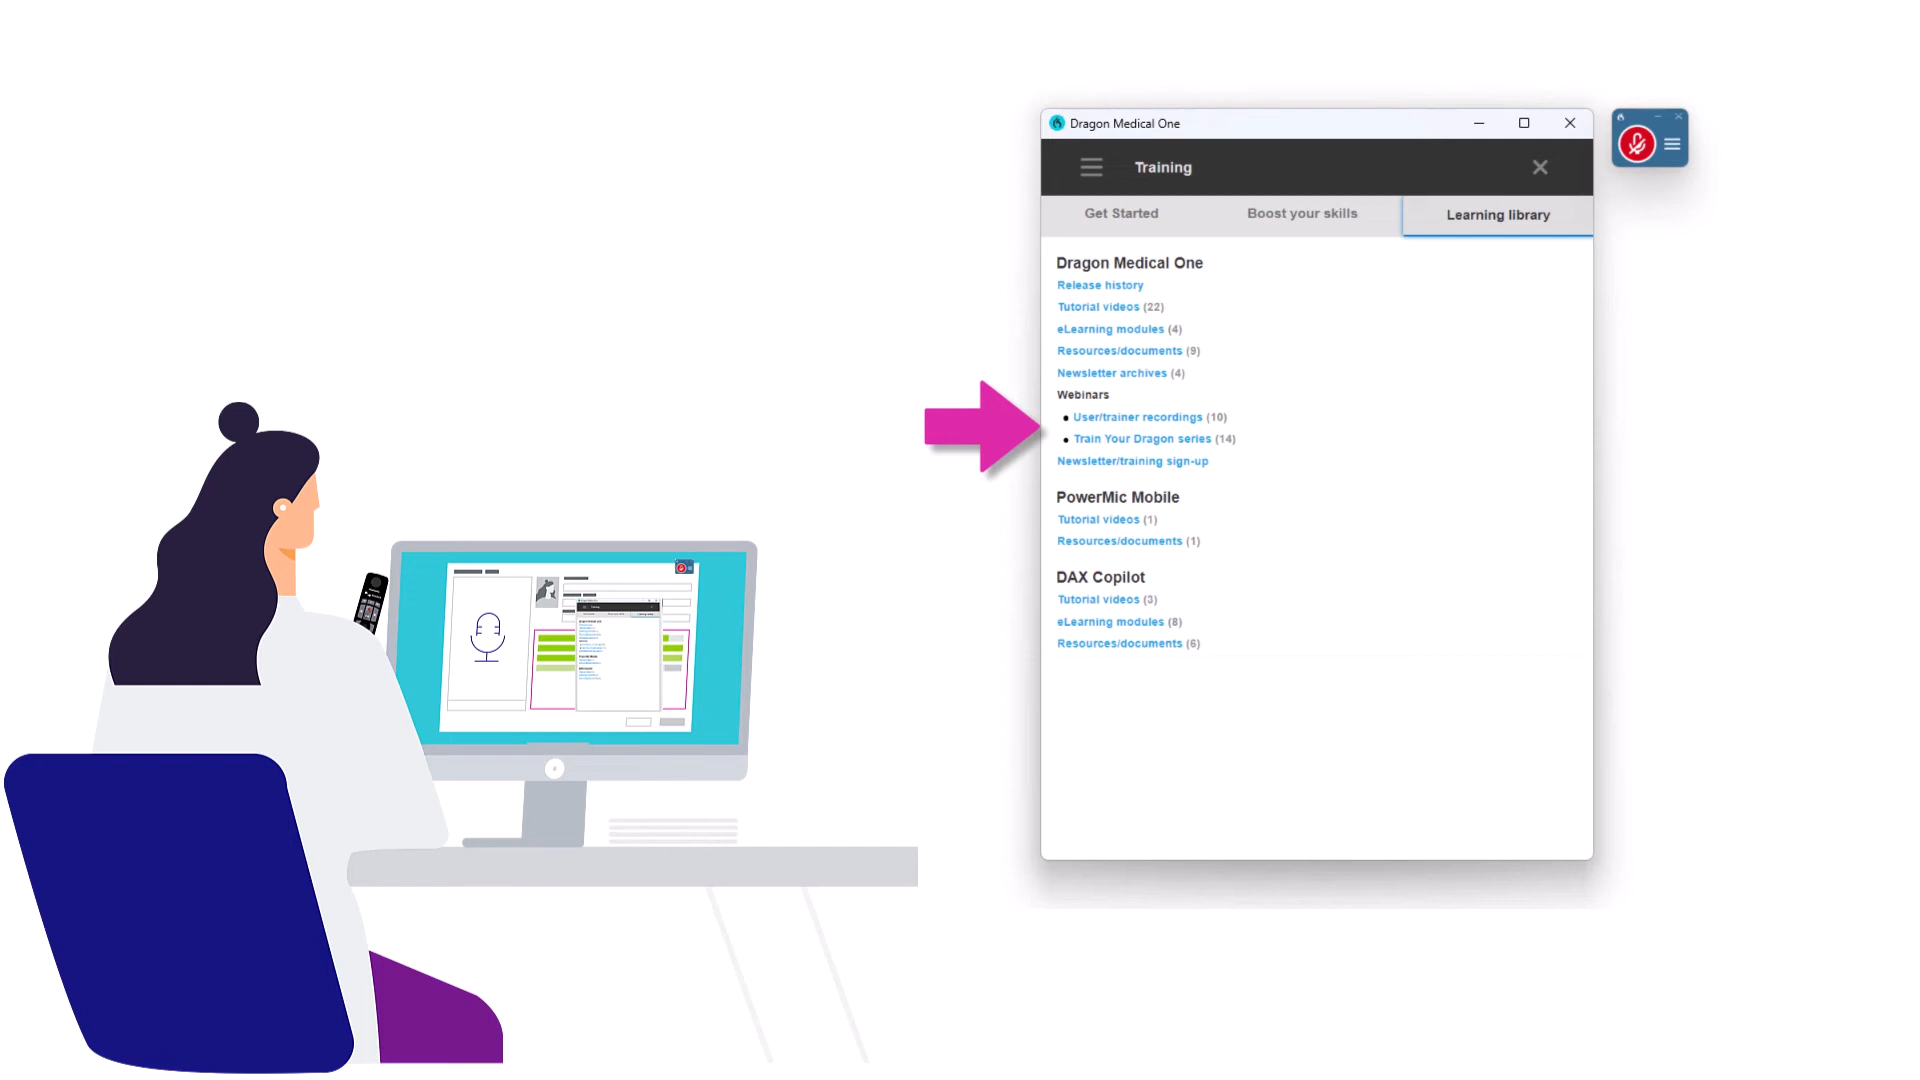 Dragon Medical One
Training
Get Started
Boost your skills
Learning library
Dragon Medical One
Release history
Tutorial videos (22)
eLearning modules (4)
Resources/documents (9)
Newsletter archives (4)
Webinars
• User/trainer recordings (10)
• Train Your Dragon series (14)
Newsletter/training sign-up
PowerMic Mobile
Tutorial videos (1)
Resources/documents (1)
DAX Copilot
Tutorial videos (3)
eLearning modules (8)
Resources/documents (6)